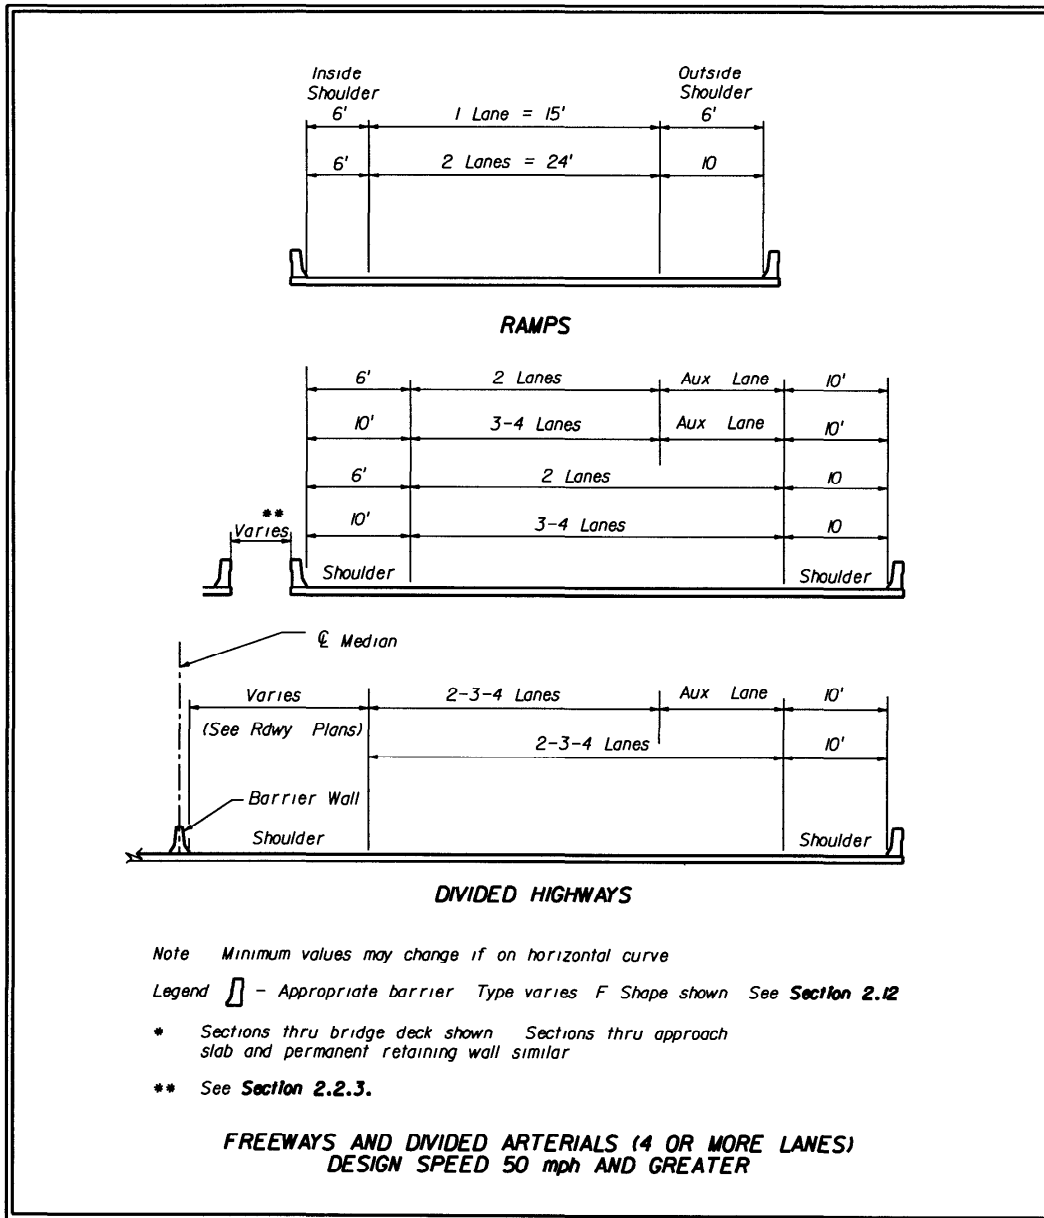 Inside Shoulder
Outside Shoulder
6' 1 Lane = 15' 6'
6' 2 Lanes = 24' 10
RAMPS
6' 2 Lanes Aux Lane 10'
10' 3-4 Lanes Aux Lane 10'
6' 2 Lanes 10
**
Varies
10' 3-4 Lanes 10
Shoulder Shoulder
℄ Median
Varies 2-3-4 Lanes Aux Lane 10'
(See Rdwy Plans)
2-3-4 Lanes 10'
Barrier Wall
Shoulder Shoulder
DIVIDED HIGHWAYS
Note Minimum values may change if on horizontal curve
Legend - Appropriate barrier Type varies F Shape shown See Section 2.12
* Sections thru bridge deck shown Sections thru approach
slab and permanent retaining wall similar
** See Section 2.2.3.
FREEWAYS AND DIVIDED ARTERIALS (4 OR MORE LANES)
DESIGN SPEED 50 mph AND GREATER